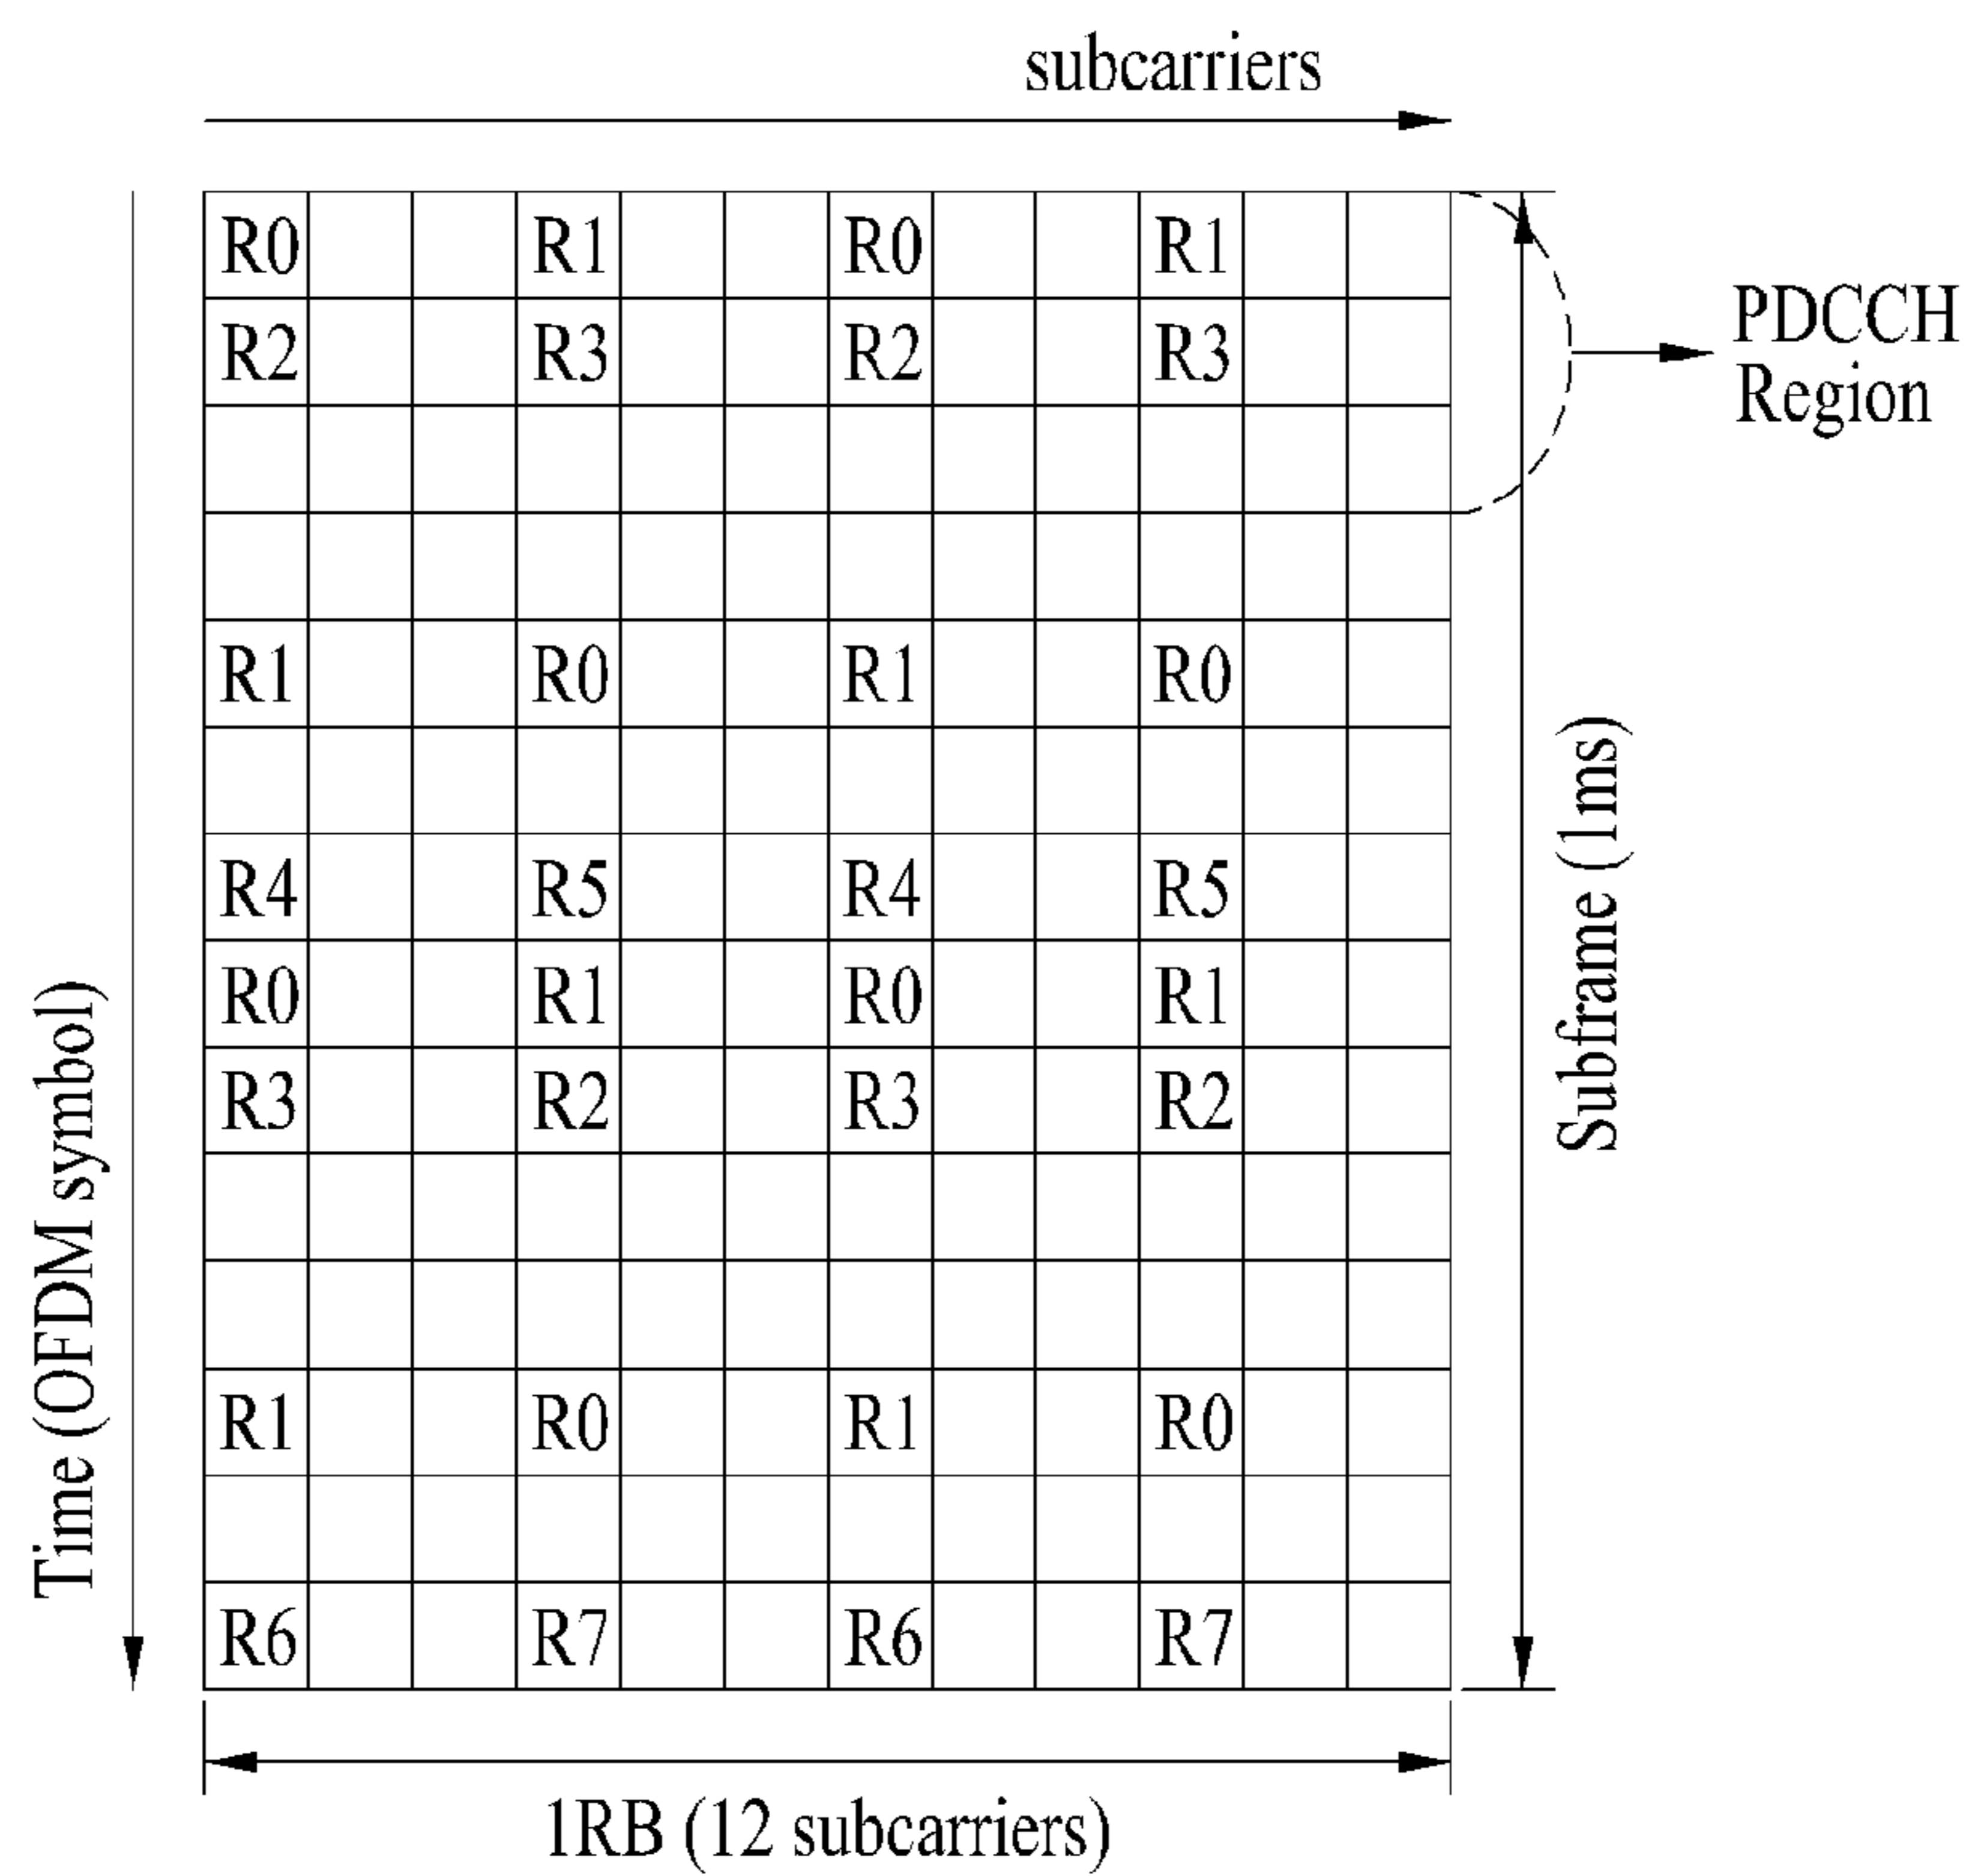 subcarriers
R0 R1 R0 R1
R2 R3 R2 R3
PDCCH
Region
R1 R0 R1 R0
R4 R5 R4 R5
R0 R1 R0 R1
R3 R2 R3 R2
R1 R0 R1 R0
R6 R7 R6 R7
Time (OFDM symbol)
Subframe (1ms)
1RB (12 subcarriers)